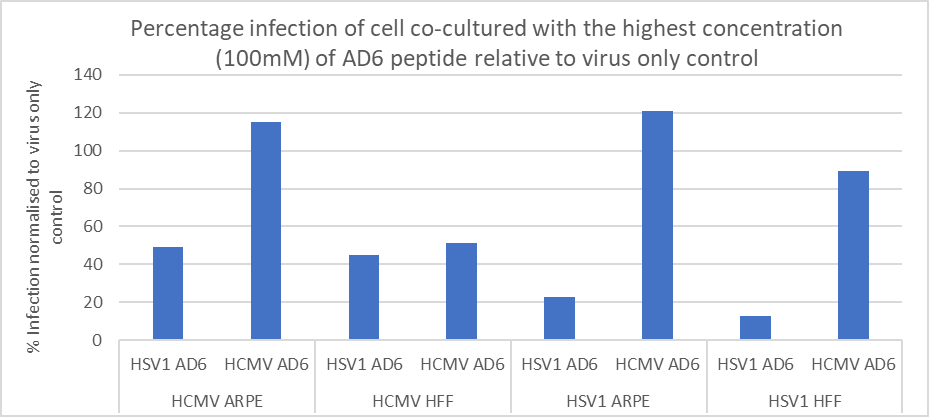 Percentage infection of cell co-cultured with the highest concentration
(100mM) of AD6 peptide relative to virus only control
% Infection normalised to virus only
control
140
120
100
80
60
40
20
0
HSV1 AD6 HCMV AD6 HSV1 AD6 HCMV AD6 HSV1 AD6 HCMV AD6 HSV1 AD6 HCMV AD6
HCMV ARPE HCMV HFF HSV1 ARPE HSV1 HFF